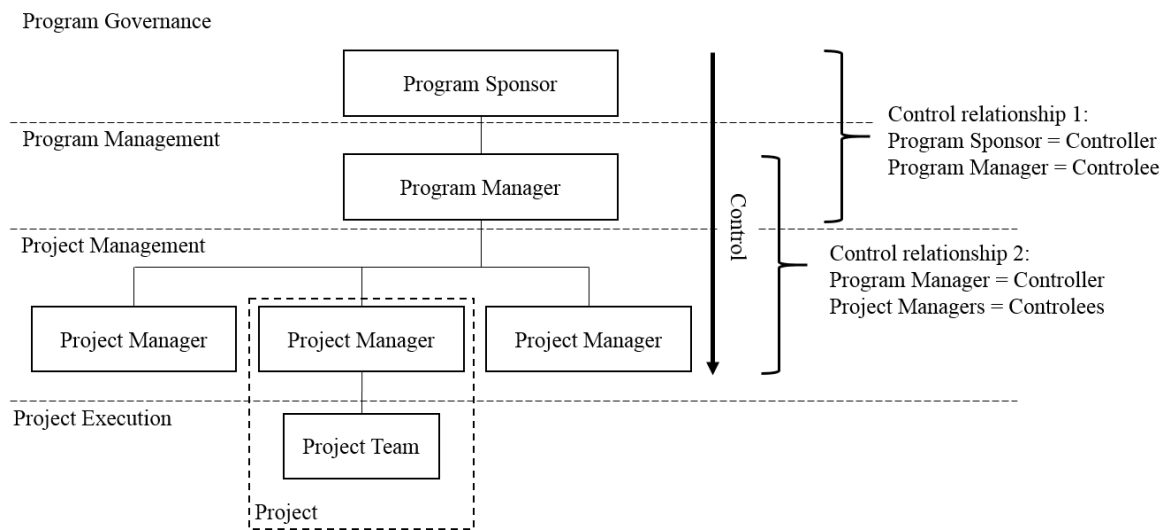 Program Governance
Program Sponsor
Control relationship 1:
Program Sponsor = Controller
Program Manager = Controlee
Program Management
Program Manager
Control
Project Management
Control relationship 2:
Program Manager = Controller
Project Managers = Controlees
Project Manager
Project Manager
Project Manager
Project Execution
Project Team
Project